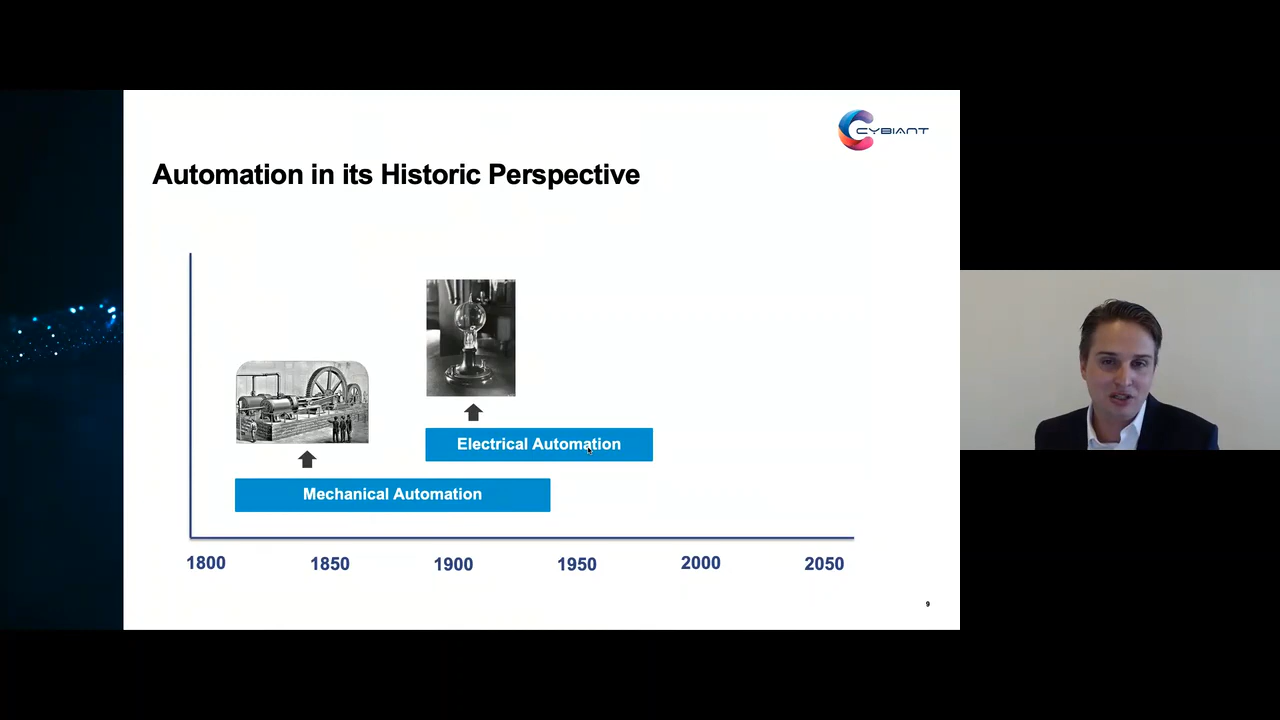 CYBIANT
Automation in its Historic Perspective
Electrical Automation
Mechanical Automation
1800 1850 1900 1950 2000 2050
9